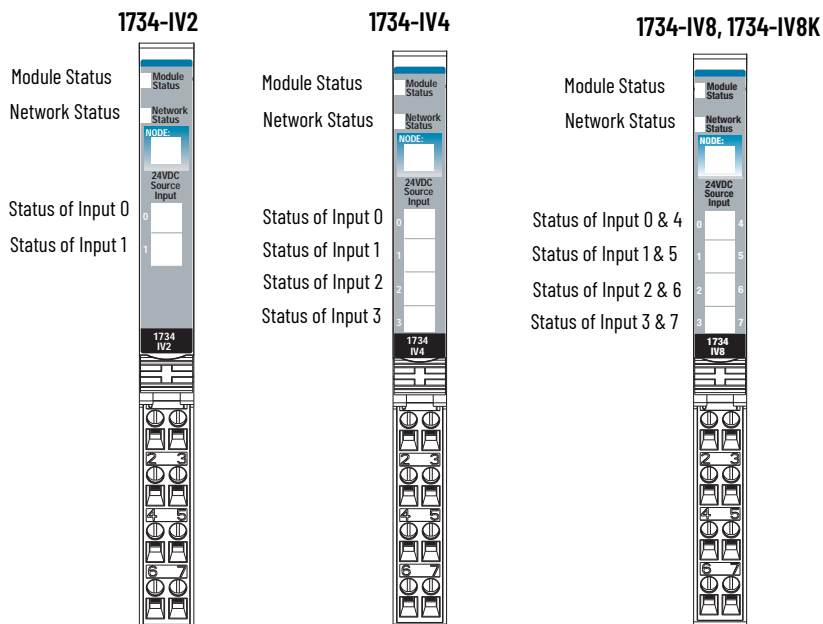 1734-IV2
Module Status
Network Status
Module
Status
Network
Status
NODE:
24VDC
Source
Input
Status of Input 0
0
Status of Input 1
1
1734
IV2
2 3
4 5
6 7
1734-IV4
Module Status
Network Status
Module
Status
Network
Status
NODE:
24VDC
Source
Input
Status of Input 0
0
Status of Input 1
1
Status of Input 2
2
Status of Input 3
3
1734
IV4
2 3
4 5
6 7
1734-IV8, 1734-IV8K
Module Status
Network Status
Module
Status
Network
Status
NODE:
24VDC
Source
Input
Status of Input 0 & 4
0 4
Status of Input 1 & 5
1 5
Status of Input 2 & 6
2 6
Status of Input 3 & 7
3 7
1734
IV8
2 3
4 5
6 7